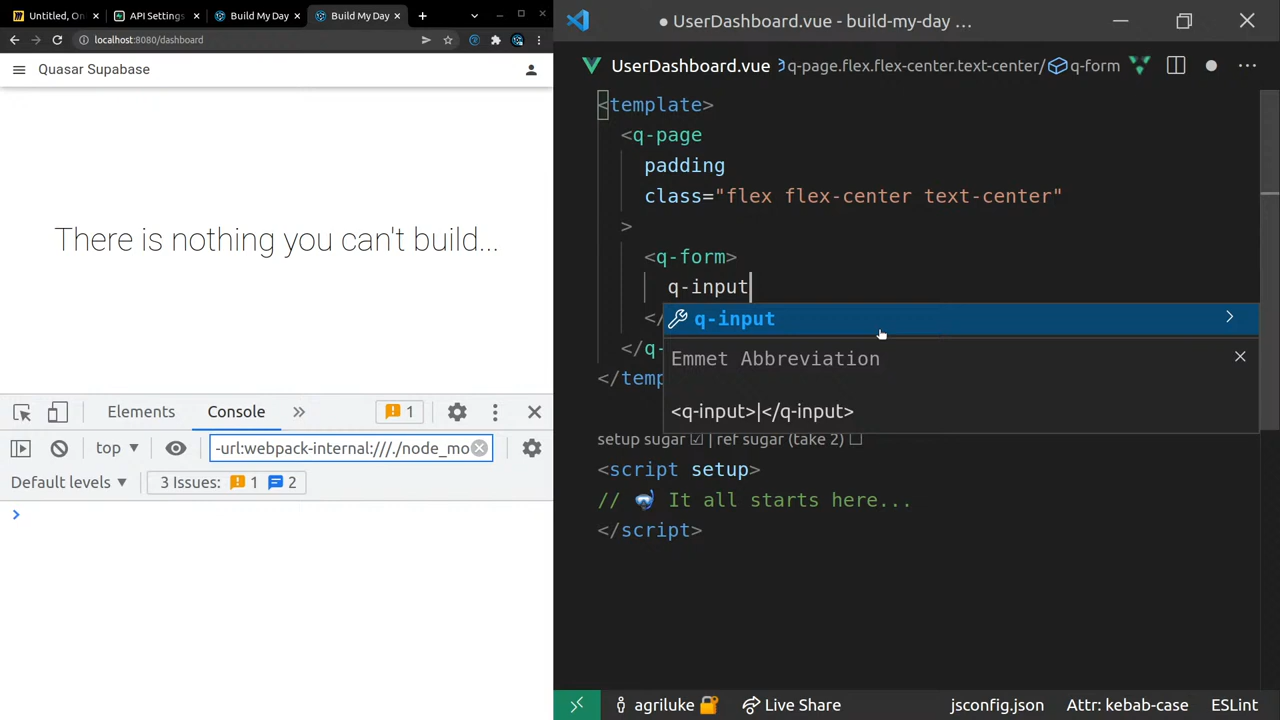 Untitled, On
API Settings
Build My Day
Build My Day
localhost:8080/dashboard
Quasar Supabase
There is nothing you can't build...
Elements
Console
1
-url:webpack-internal:///./node_mo
top
Default levels
3 Issues:
1
2
UserDashboard.vue - build-my-day ...
UserDashboard.vue
q-page.flex.flex-center.text-center/
q-form
<template>
<q-page
padding
class="flex flex-center text-center"
>
<q-form>
q-input
</
q-input
</q-
Emmet Abbreviation
</temp
<q-input>|</q-input>
setup sugar ☑ | ref sugar (take 2) ☐
<script setup>
// 🤿 It all starts here...
</script>
agriluke 🔐
Live Share
jsconfig.json
Attr: kebab-case
ESLint